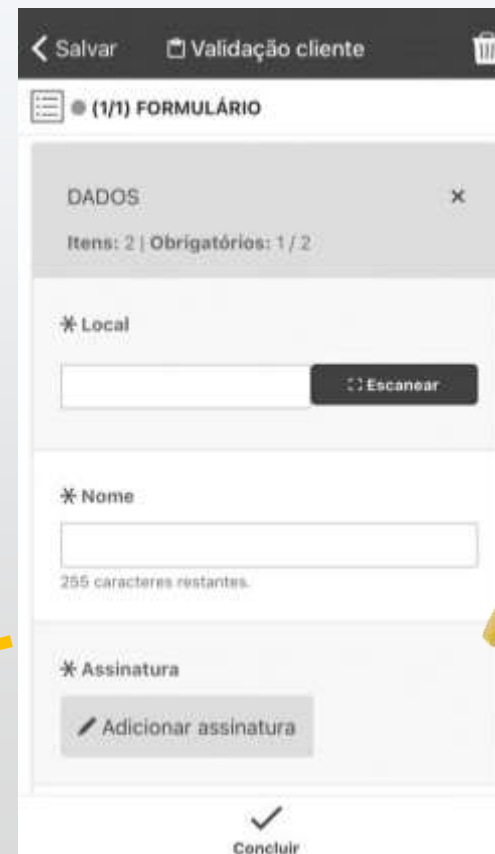 Salvar Validação cliente
(1/1) FORMULÁRIO
DADOS
Itens: 2 | Obrigatórios: 1 / 2
* Local
Escanear
* Nome
255 caracteres restantes.
* Assinatura
Adicionar assinatura
Concluir